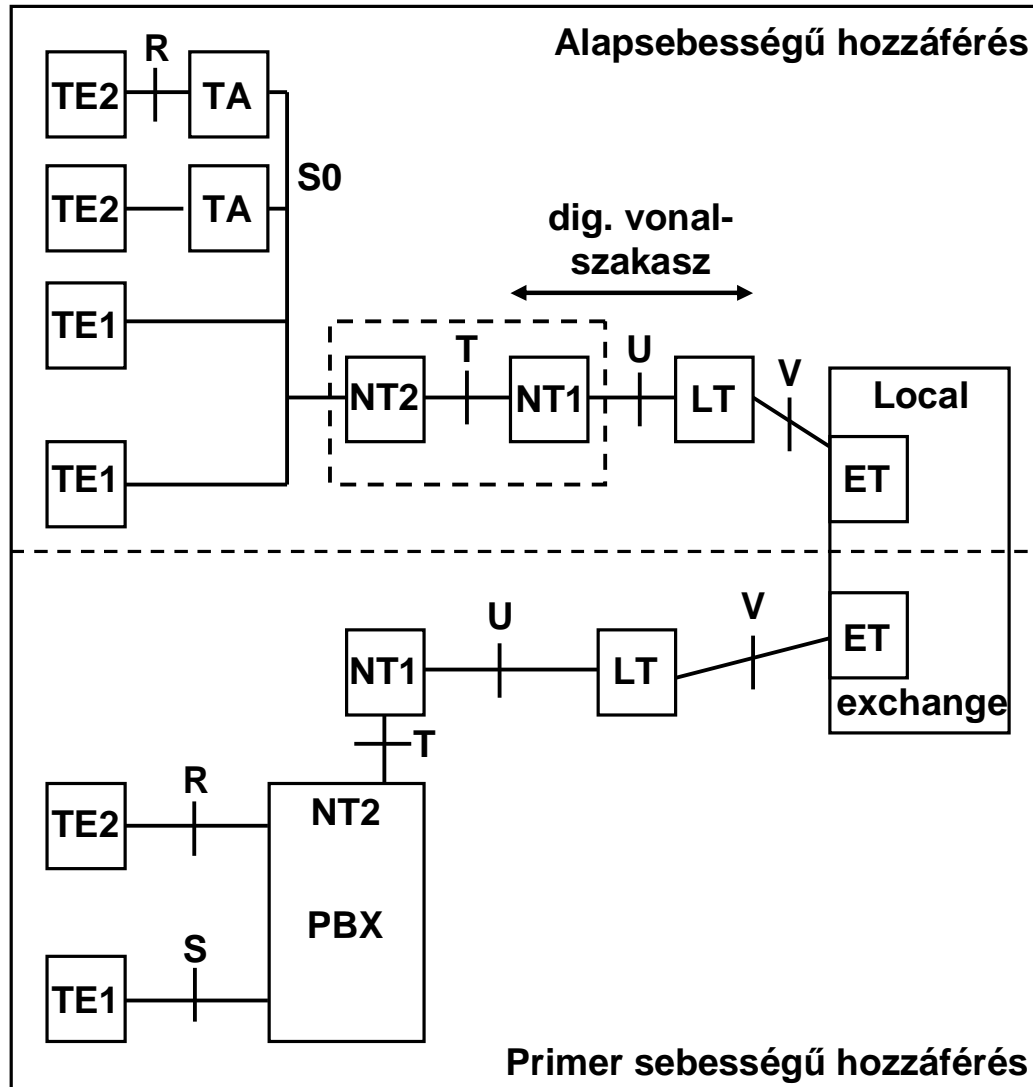 Alapsebességű hozzáférés
R
TE2
TA
S0
TE2
TA
dig. vonal-
szakasz
TE1
T
U
V
NT2
NT1
LT
Local
TE1
ET
U
V
NT1
LT
ET
exchange
T
R
TE2
NT2
PBX
S
TE1
Primer sebességű hozzáférés